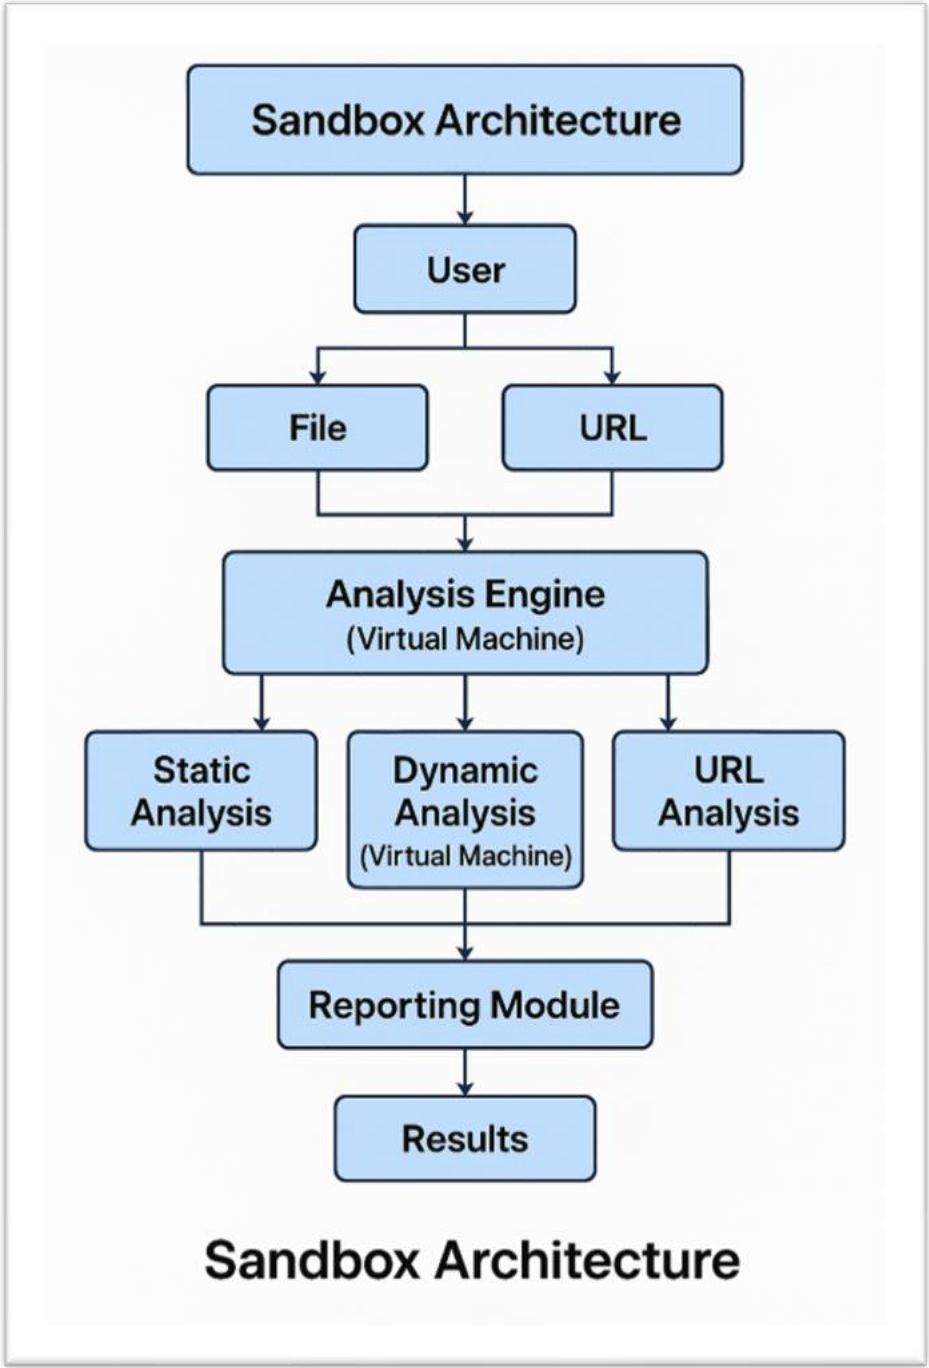 Sandbox Architecture
User
File
URL
Analysis Engine
(Virtual Machine)
Static
Analysis
Dynamic
Analysis
(Virtual Machine)
URL
Analysis
Reporting Module
Results
Sandbox Architecture